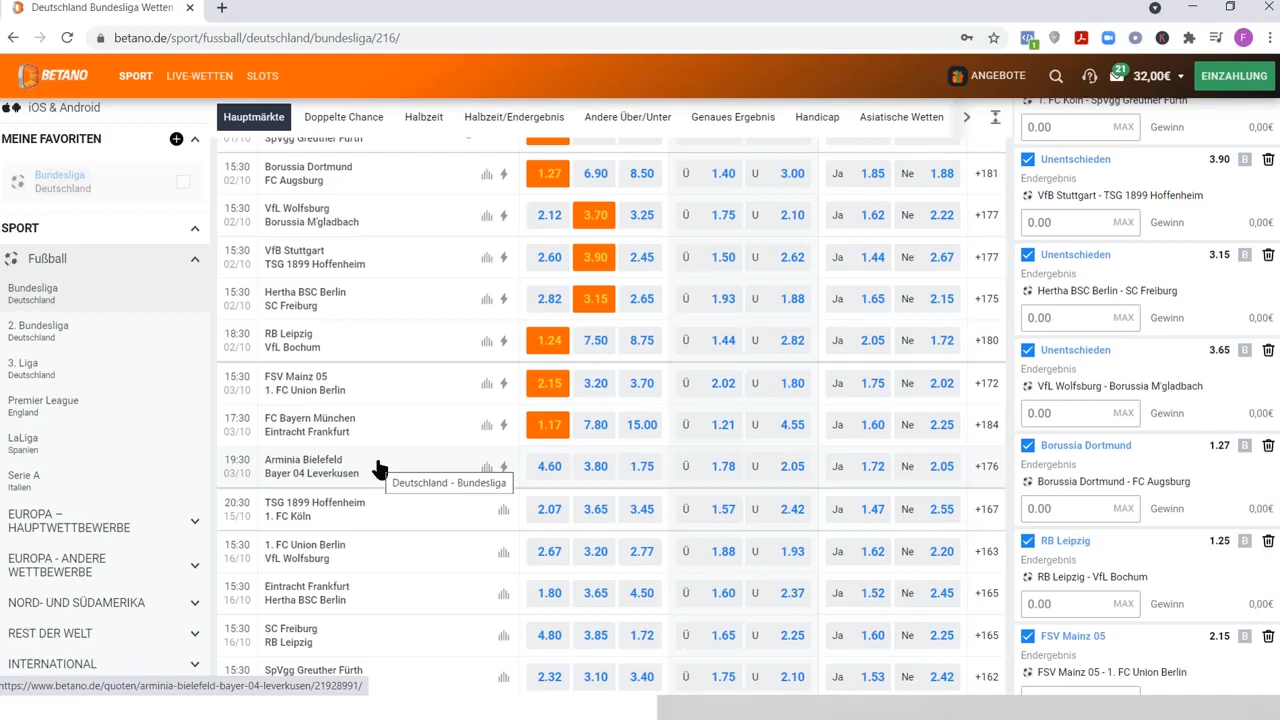 Deutschland Bundesliga Wetten
betano.de/sport/fussball/deutschland/bundesliga/216/
F
BETANO SPORT LIVE-WETTEN SLOTS ANGEBOTE 21 32,00€ EINZAHLUNG
iOS & Android
MEINE FAVORITEN
Bundesliga
Deutschland
SPORT
Fußball
Bundesliga
Deutschland
2. Bundesliga
Deutschland
3. Liga
Deutschland
Premier League
England
LaLiga
Spanien
Serie A
Italien
EUROPA –
HAUPTWETTBEWERBE
EUROPA - ANDERE
WETTBEWERBE
NORD- UND SÜDAMERIKA
REST DER WELT
INTERNATIONAL
https://www.betano.de/quoten/arminia-bielefeld-bayer-04-leverkusen/21928991/
Hauptmärkte Doppelte Chance Halbzeit Halbzeit/Endergebnis Andere Über/Unter Genaues Ergebnis Handicap Asiatische Wetten
01/10 SpVgg Greuther Fürth
15:30 Borussia Dortmund
02/10 FC Augsburg
1.27 6.90 8.50 Ü 1.40 U 3.00 Ja 1.85 Ne 1.88 +181
15:30 VfL Wolfsburg
02/10 Borussia M'gladbach
2.12 3.70 3.25 Ü 1.75 U 2.10 Ja 1.62 Ne 2.22 +177
15:30 VfB Stuttgart
02/10 TSG 1899 Hoffenheim
2.60 3.90 2.45 Ü 1.50 U 2.62 Ja 1.44 Ne 2.67 +177
15:30 Hertha BSC Berlin
02/10 SC Freiburg
2.82 3.15 2.65 Ü 1.93 U 1.88 Ja 1.65 Ne 2.15 +175
18:30 RB Leipzig
02/10 VfL Bochum
1.24 7.50 8.75 Ü 1.44 U 2.82 Ja 2.05 Ne 1.72 +180
15:30 FSV Mainz 05
03/10 1. FC Union Berlin
2.15 3.20 3.70 Ü 2.02 U 1.80 Ja 1.75 Ne 2.02 +172
17:30 FC Bayern München
03/10 Eintracht Frankfurt
1.17 7.80 15.00 Ü 1.21 U 4.55 Ja 1.60 Ne 2.25 +184
19:30 Arminia Bielefeld
03/10 Bayer 04 Leverkusen
4.60 3.80 1.75 Ü 1.78 U 2.05 Ja 1.72 Ne 2.05 +176
Deutschland - Bundesliga
20:30 TSG 1899 Hoffenheim
15/10 1. FC Köln
2.07 3.65 3.45 Ü 1.57 U 2.42 Ja 1.47 Ne 2.55 +167
15:30 1. FC Union Berlin
16/10 VfL Wolfsburg
2.67 3.20 2.77 Ü 1.88 U 1.93 Ja 1.62 Ne 2.20 +163
15:30 Eintracht Frankfurt
16/10 Hertha BSC Berlin
1.80 3.65 4.50 Ü 1.60 U 2.37 Ja 1.52 Ne 2.45 +165
15:30 SC Freiburg
16/10 RB Leipzig
4.80 3.85 1.72 Ü 1.65 U 2.25 Ja 1.60 Ne 2.25 +165
15:30 SpVgg Greuther Fürth
2.32 3.10 3.40 Ü 1.75 U 2.10 Ja 1.53 Ne 2.42 +162
1. FC Köln - SpVgg Greuther Fürth
0.00 MAX Gewinn 0,00€
Unentschieden 3.90 B
Endergebnis
VfB Stuttgart - TSG 1899 Hoffenheim
0.00 MAX Gewinn 0,00€
Unentschieden 3.15 B
Endergebnis
Hertha BSC Berlin - SC Freiburg
0.00 MAX Gewinn 0,00€
Unentschieden 3.65 B
Endergebnis
VfL Wolfsburg - Borussia M'gladbach
0.00 MAX Gewinn 0,00€
Borussia Dortmund 1.27 B
Endergebnis
Borussia Dortmund - FC Augsburg
0.00 MAX Gewinn 0,00€
RB Leipzig 1.25 B
Endergebnis
RB Leipzig - VfL Bochum
0.00 MAX Gewinn 0,00€
FSV Mainz 05 2.15 B
Endergebnis
FSV Mainz 05 - 1. FC Union Berlin